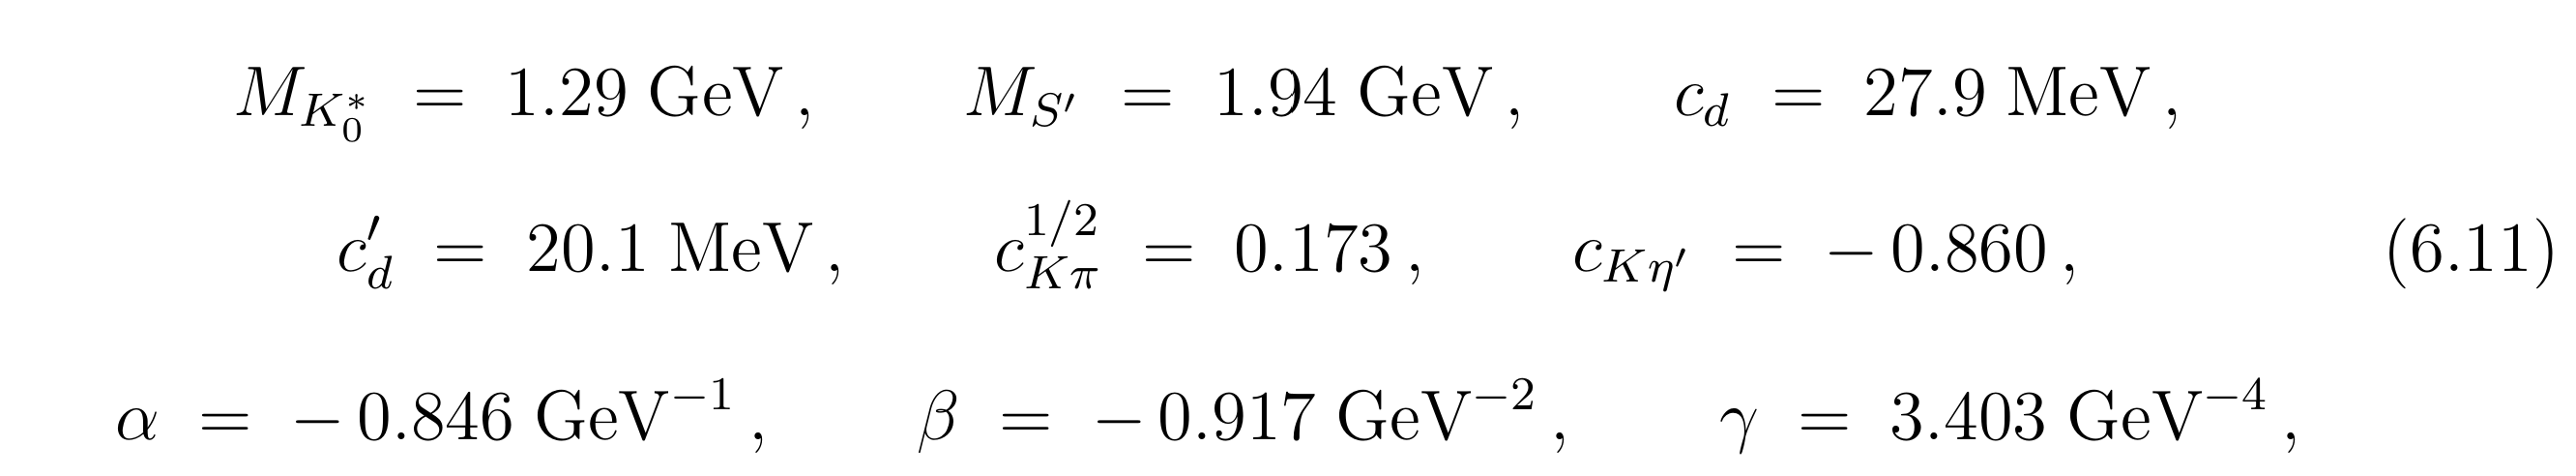 M_{K_0^*} = 1.29 GeV , M_{S'} = 1.94 GeV , c_d = 27.9 MeV ,
c'_d = 20.1 MeV , c_{Kπ}^{1/2} = 0.173 , c_{Kη'} = − 0.860 , (6.11)
α = − 0.846 GeV^{−1} , β = − 0.917 GeV^{−2} , γ = 3.403 GeV^{−4} ,